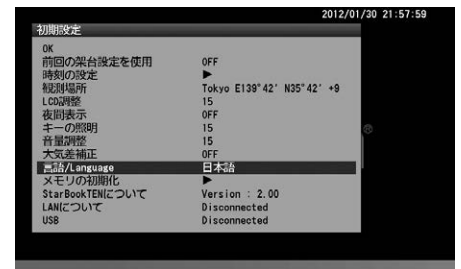 2012/01/30 21:57:59
初期設定
OK
前回の架台設定を使用 OFF
時刻の設定 ▶
観測場所 Tokyo E139°42′ N35°42′ +9
LCD調整 15
夜間表示 OFF
キーの照明 15
音量調整 15
大気差補正 OFF
言語/Language 日本語
メモリの初期化 ▶
StarBookTENについて Version : 2.00
LANについて Disconnected
USB Disconnected